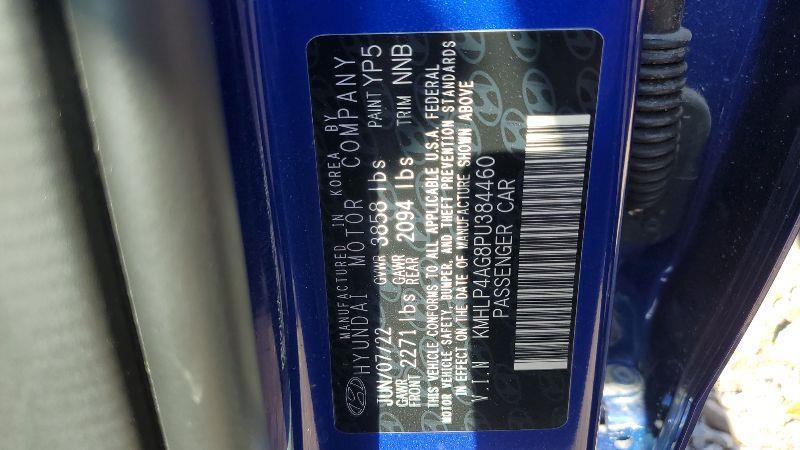 MANUFACTURED IN KOREA BY
HYUNDAI MOTOR COMPANY
JUN/07/22 GVWR 3858 lbs PAINT YP5
GAWR FRONT 2271 lbs GAWR REAR 2094 lbs TRIM NNB
THIS VEHICLE CONFORMS TO ALL APPLICABLE U.S.A. FEDERAL
MOTOR VEHICLE SAFETY, BUMPER, AND THEFT PREVENTION STANDARDS
IN EFFECT ON THE DATE OF MANUFACTURE SHOWN ABOVE
V.I.N KMHLP4AG8PU384460
PASSENGER CAR